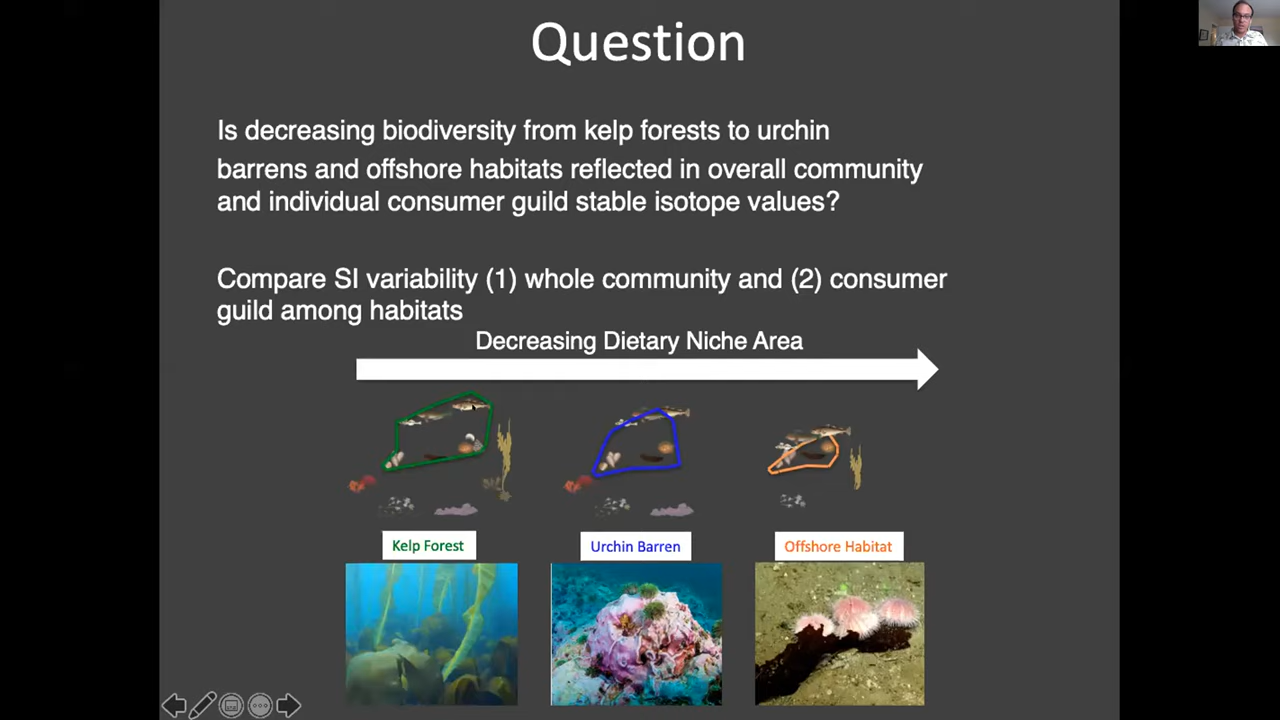 Question
Is decreasing biodiversity from kelp forests to urchin
barrens and offshore habitats reflected in overall community
and individual consumer guild stable isotope values?
Compare SI variability (1) whole community and (2) consumer
guild among habitats
Decreasing Dietary Niche Area
Kelp Forest
Urchin Barren
Offshore Habitat